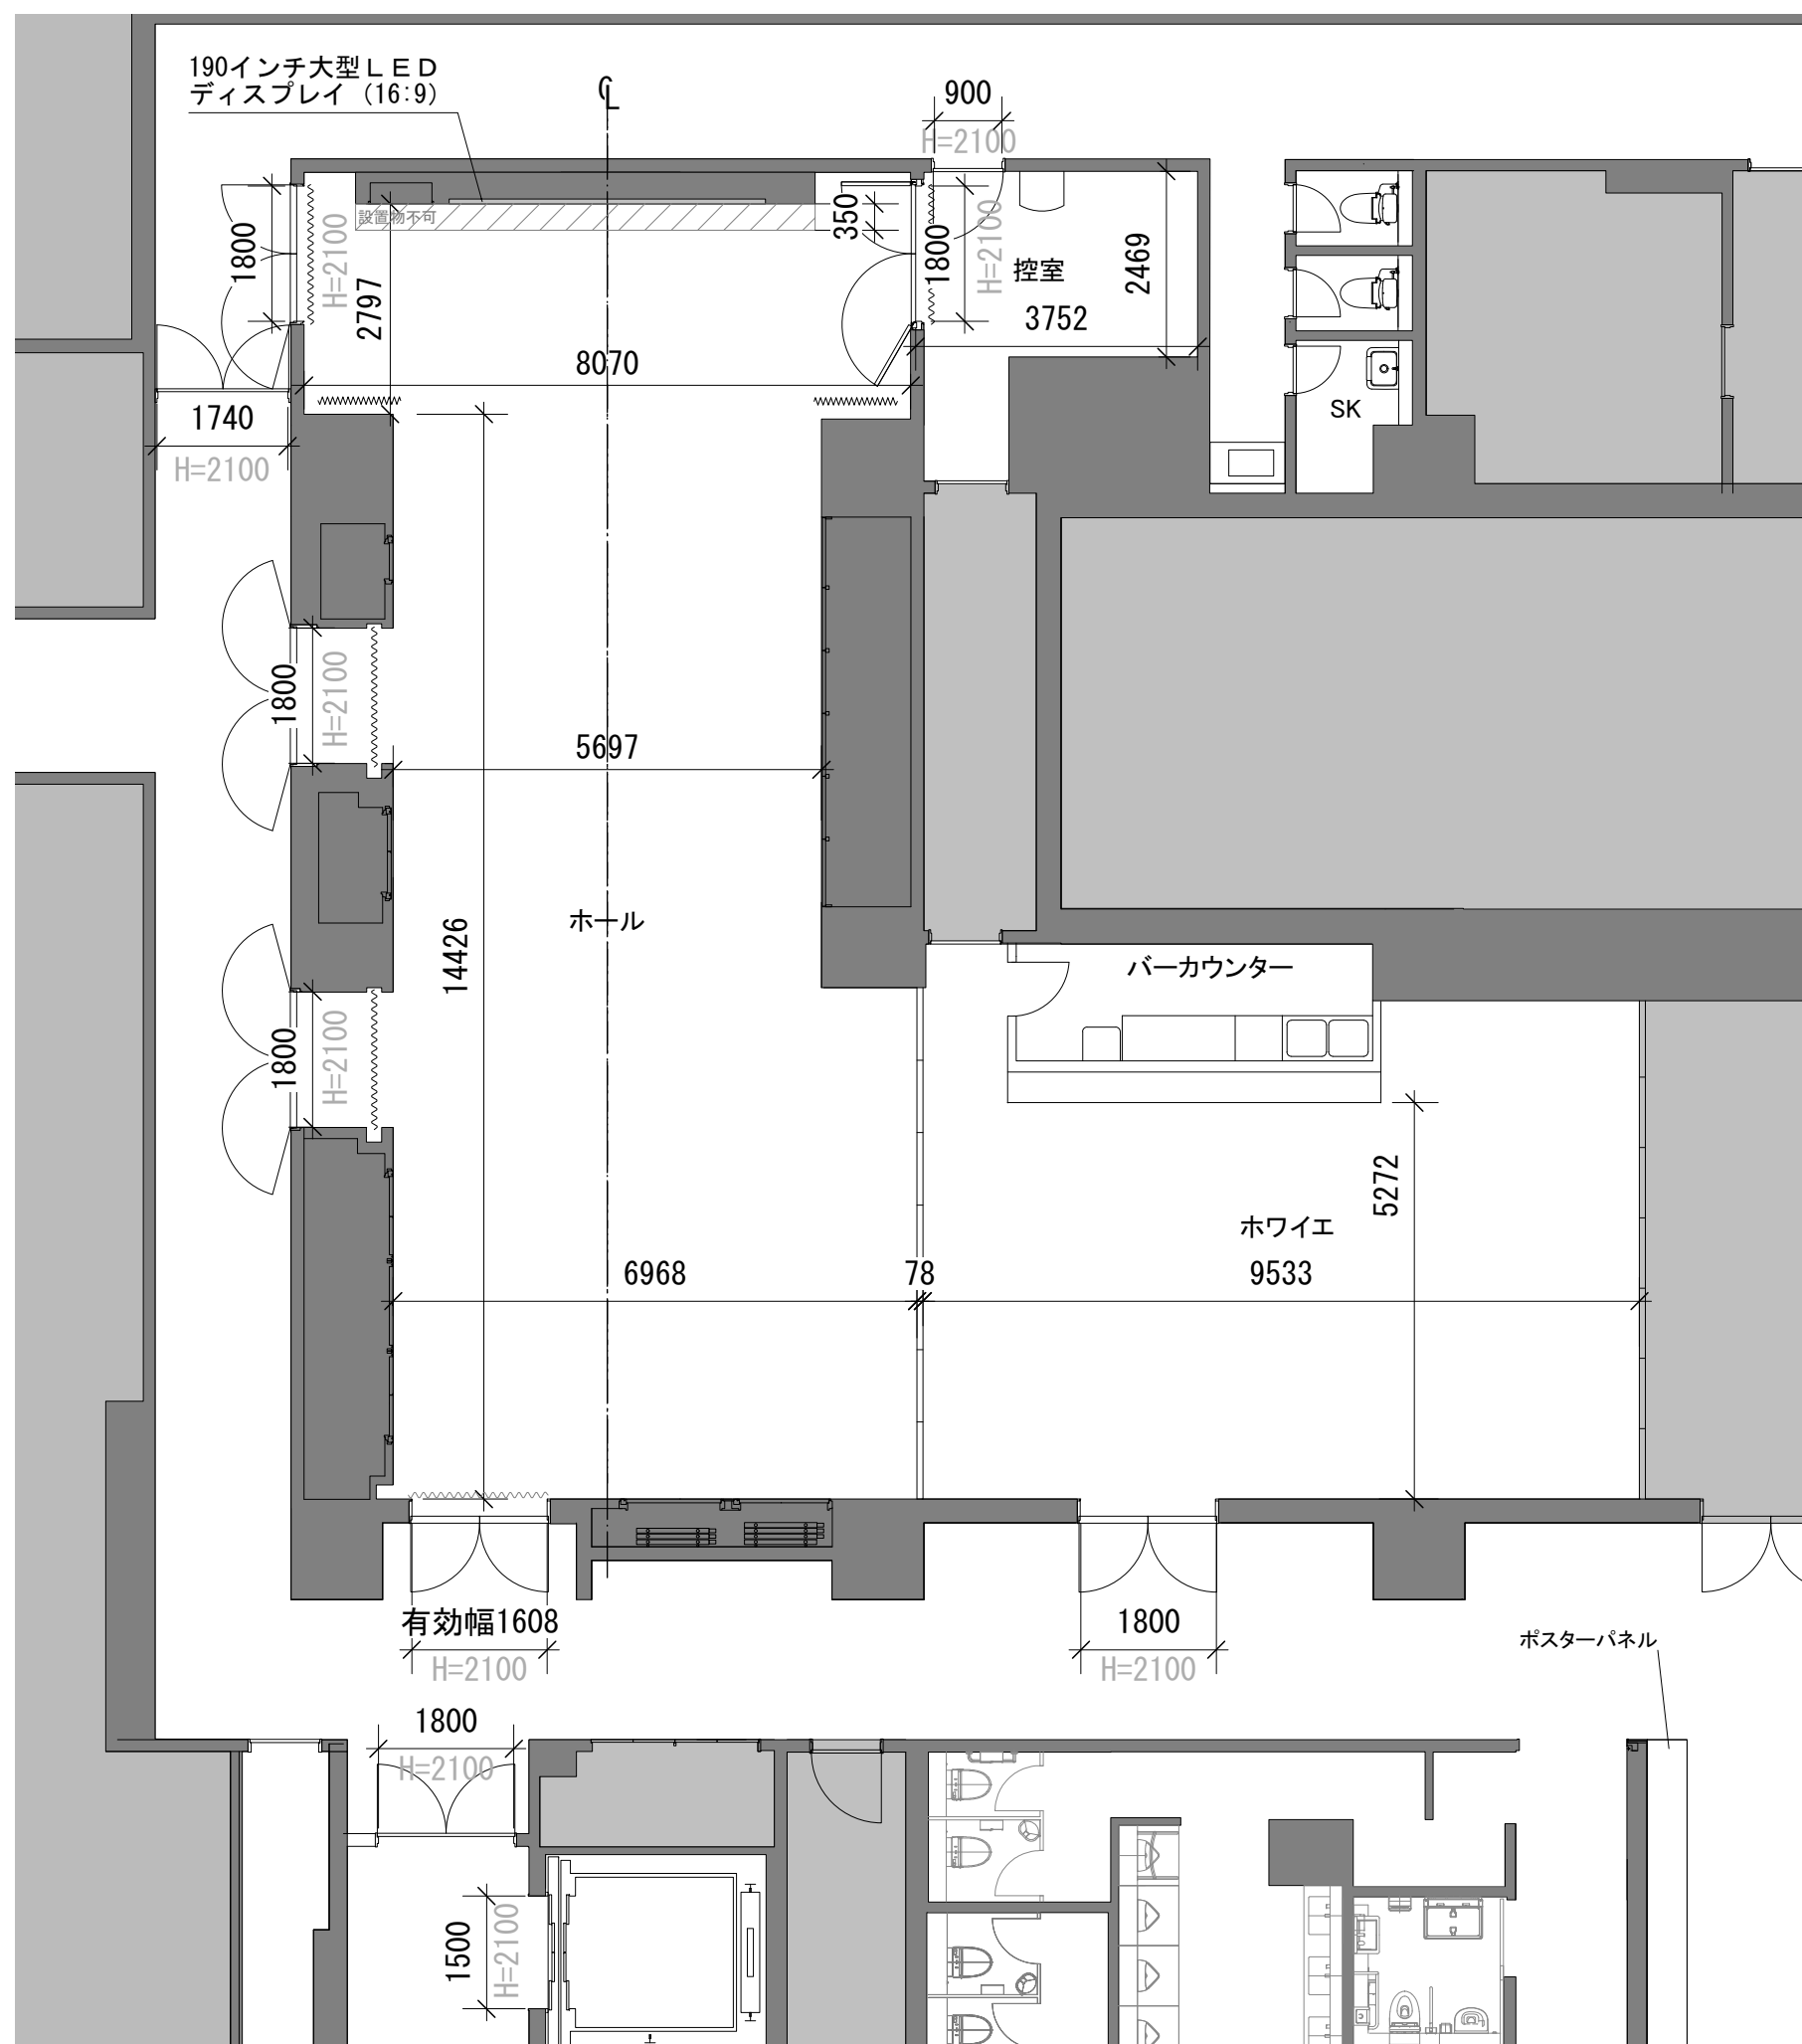 190インチ大型ＬＥＤ
ディスプレイ (16:9)
CL
900
H=2100
設置物不可
1800
H=2100
2797
350
1800
H=2100
控室
2469
3752
8070
1740
H=2100
SK
1800
H=2100
5697
ホール
14426
バーカウンター
1800
H=2100
5272
ホワイエ
6968
78
9533
有効幅1608
H=2100
1800
H=2100
ポスターパネル
1800
H=2100
1500
H=2100